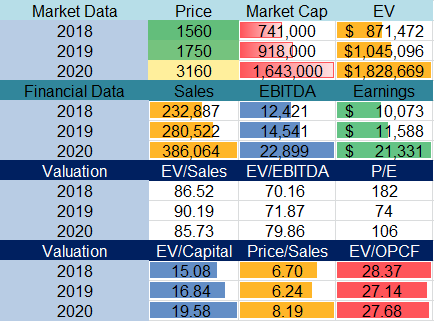 Market Data Price Market Cap EV
2018 1560 741,000 $ 871,472
2019 1750 918,000 $1,045,096
2020 3160 1,643,000 $1,828,669
Financial Data Sales EBITDA Earnings
2018 232,887 12,421 $ 10,073
2019 280,522 14,541 $ 11,588
2020 386,064 22,899 $ 21,331
Valuation EV/Sales EV/EBITDA P/E
2018 86.52 70.16 182
2019 90.19 71.87 74
2020 85.73 79.86 106
Valuation EV/Capital Price/Sales EV/OPCF
2018 15.08 6.70 28.37
2019 16.84 6.24 27.14
2020 19.58 8.19 27.68